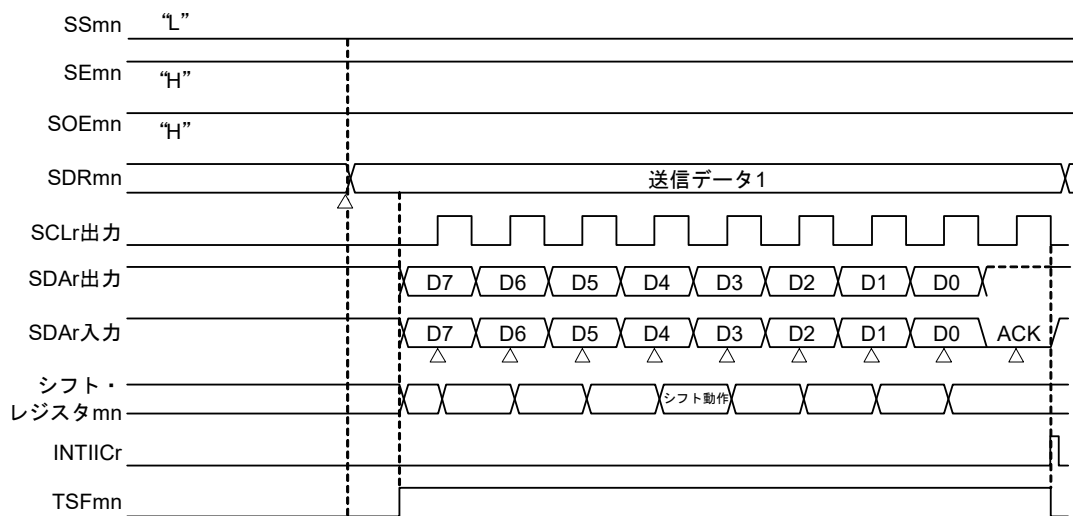 SSmn “L”
SEmn “H”
SOEmn “H”
SDRmn 送信データ1
SCLr出力
SDAr出力 D7 D6 D5 D4 D3 D2 D1 D0
SDAr入力 D7 D6 D5 D4 D3 D2 D1 D0 ACK
シフト・
レジスタmn シフト動作
INTIICr
TSFmn